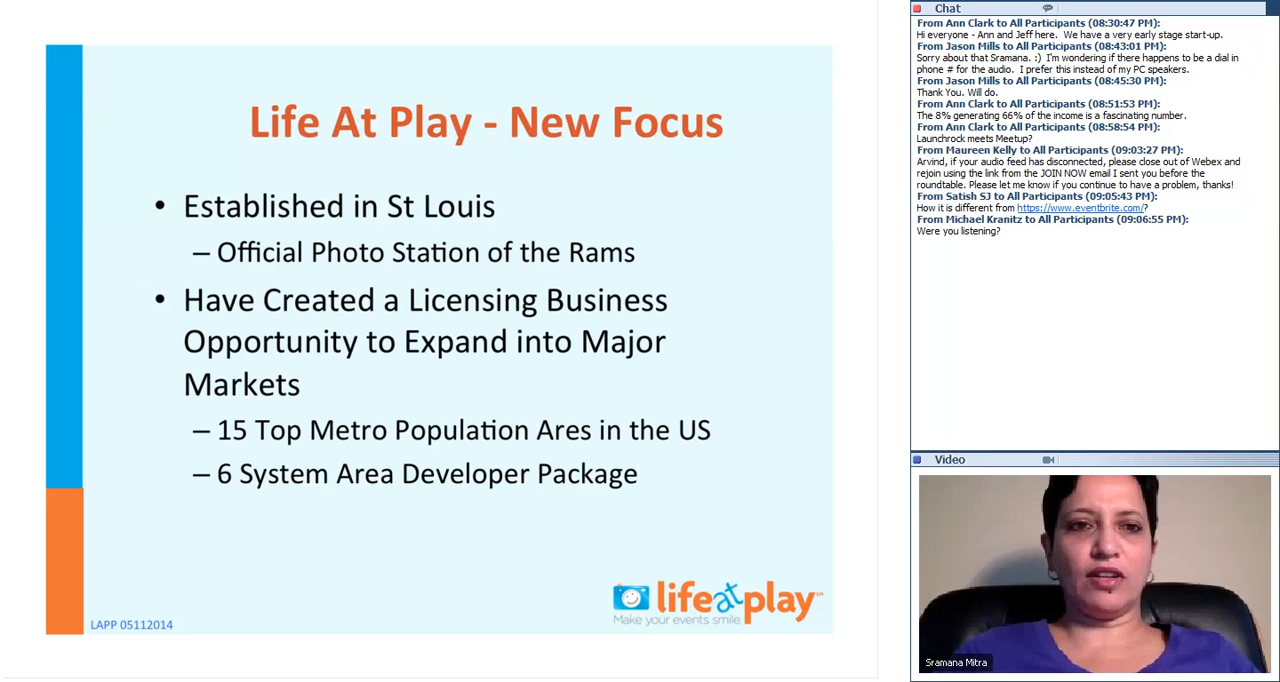 Life At Play - New Focus
• Established in St Louis
– Official Photo Station of the Rams
• Have Created a Licensing Business
Opportunity to Expand into Major
Markets
– 15 Top Metro Population Ares in the US
– 6 System Area Developer Package
LAPP 05112014
lifeatplay℠
Make your events smile.
Chat
From Ann Clark to All Participants (08:30:47 PM):
Hi everyone - Ann and Jeff here. We have a very early stage start-up.
From Jason Mills to All Participants (08:43:01 PM):
Sorry about that Sramana. :) I'm wondering if there happens to be a dial in
phone # for the audio. I prefer this instead of my PC speakers.
From Jason Mills to All Participants (08:45:30 PM):
Thank You. Will do.
From Ann Clark to All Participants (08:51:53 PM):
The 8% generating 66% of the income is a fascinating number.
From Ann Clark to All Participants (08:58:54 PM):
Launchrock meets Meetup?
From Maureen Kelly to All Participants (09:03:27 PM):
Arvind, if your audio feed has disconnected, please close out of Webex and
rejoin using the link from the JOIN NOW email I sent you before the
roundtable. Please let me know if you continue to have a problem, thanks!
From Satish SJ to All Participants (09:05:43 PM):
How it is different from https://www.eventbrite.com/?
From Michael Kranitz to All Participants (09:06:55 PM):
Were you listening?
Video
Sramana Mitra